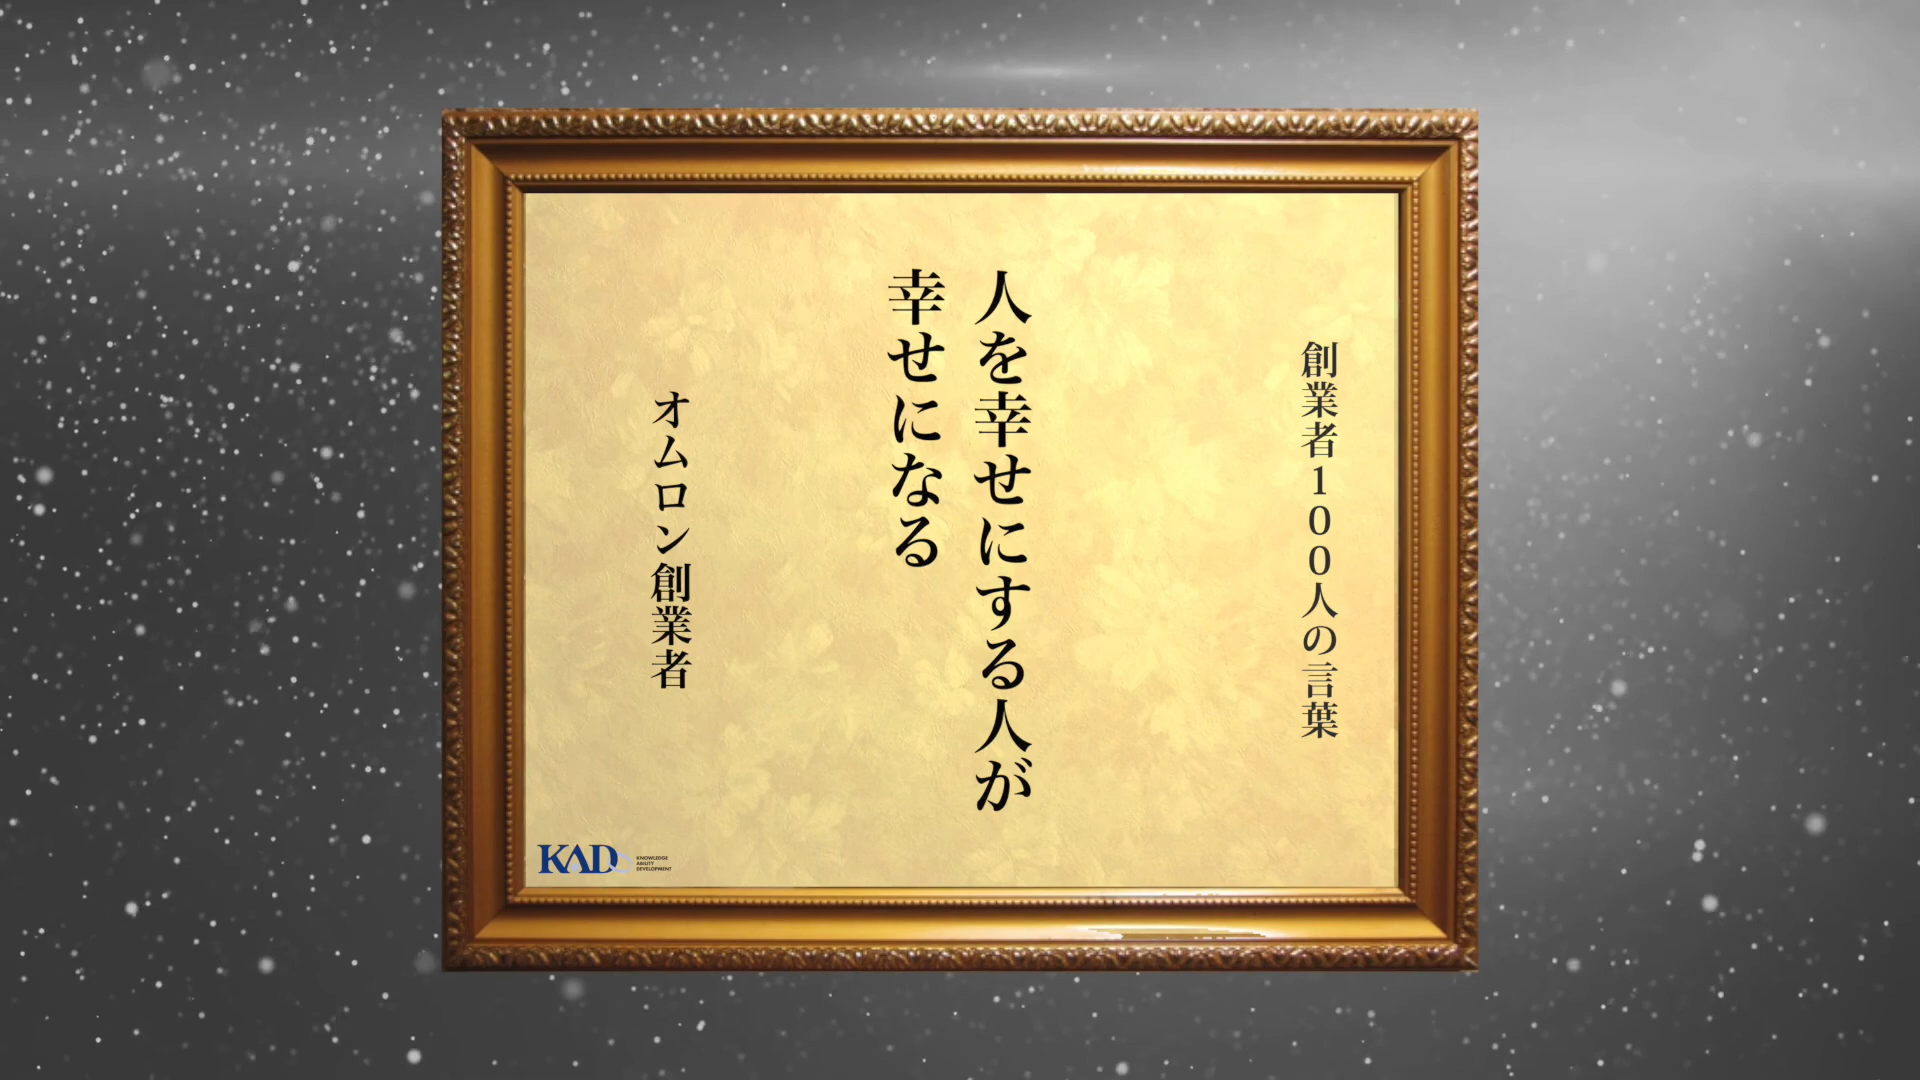 創業者100人の言葉
人を幸せにする人が
幸せになる
オムロン創業者
KADS
KNOWLEDGE
ABILITY
DEVELOPMENT